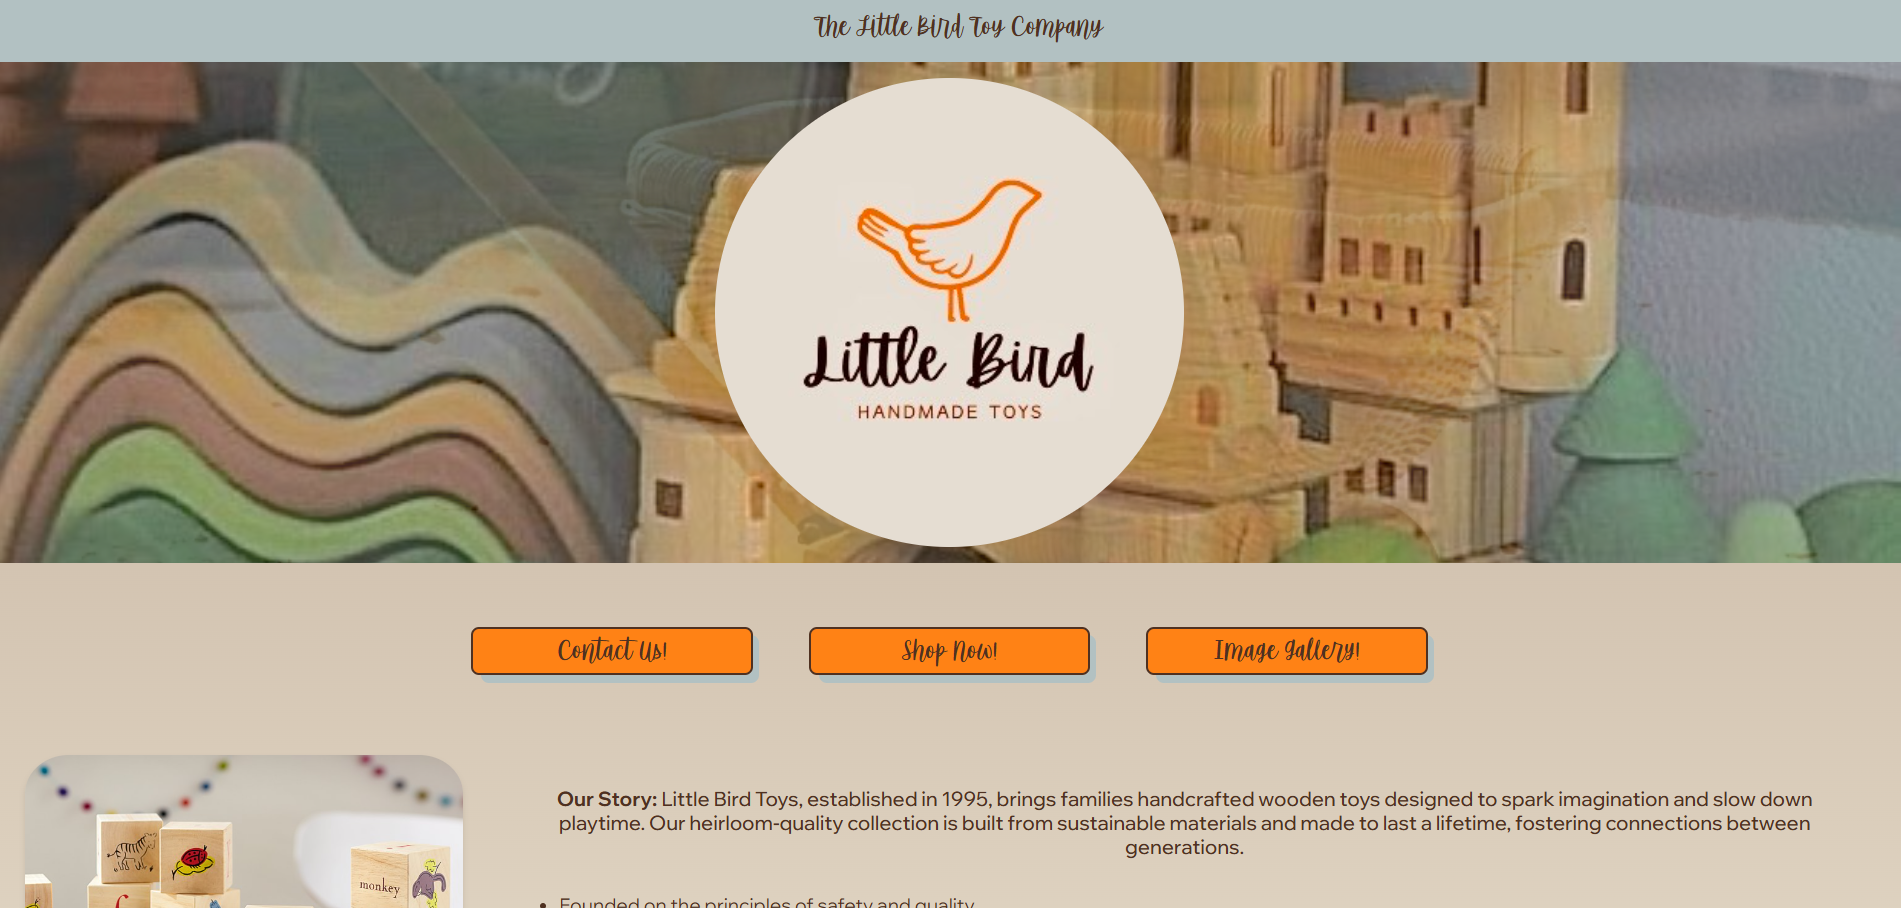 The Little Bird Toy Company
Little Bird
HANDMADE TOYS
Contact Us!
Shop Now!
Image Gallery!
Our Story: Little Bird Toys, established in 1995, brings families handcrafted wooden toys designed to spark imagination and slow down
playtime. Our heirloom-quality collection is built from sustainable materials and made to last a lifetime, fostering connections between
generations.
monkey
• Founded on the principles of safety and quality